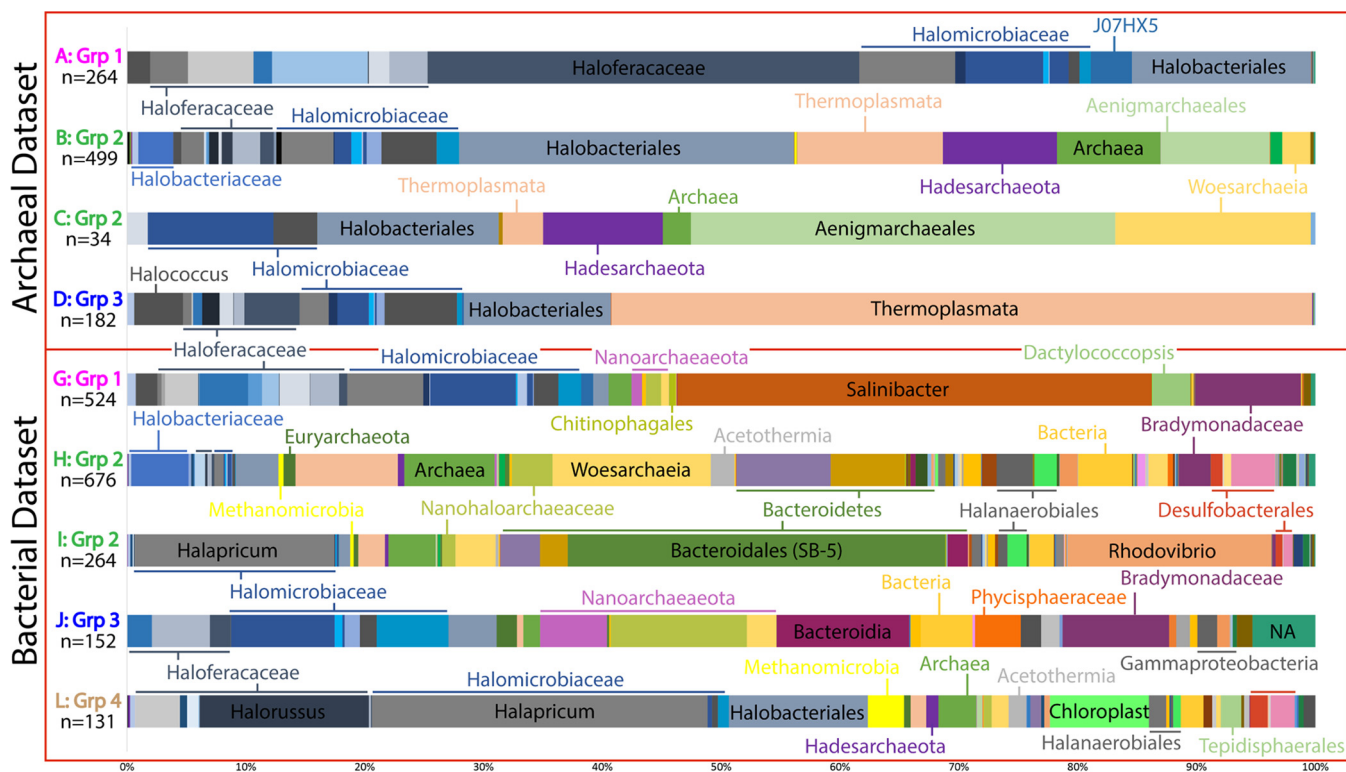 Archaeal Dataset
Halomicrobiaceae
J07HX5
A: Grp 1
n=264
Haloferacaceae
Halobacteriales
Haloferacaceae
Halomicrobiaceae
Thermoplasmata
Aenigmarchaeales
B: Grp 2
n=499
Halobacteriales
Archaea
Halobacteriaceae
Hadesarchaeota
Woesarchaeia
Thermoplasmata
Archaea
C: Grp 2
n=34
Halobacteriales
Aenigmarchaeales
Hadesarchaeota
Halococcus
Halomicrobiaceae
D: Grp 3
n=182
Halobacteriales
Thermoplasmata
Haloferacaceae
Bacterial Dataset
Halomicrobiaceae
Nanoarchaeaeota
Dactylococcopsis
G: Grp 1
n=524
Salinibacter
Chitinophagales
Bradymonadaceae
Halobacteriaceae
Euryarchaeota
Acetothermia
Bacteria
H: Grp 2
n=676
Archaea
Woesarchaeia
Methanomicrobia
Nanohaloarchaeaceae
Bacteroidetes
Halanaerobiales
Desulfobacterales
I: Grp 2
n=264
Halapricum
Bacteroidales (SB-5)
Rhodovibrio
Halomicrobiaceae
Nanoarchaeaeota
Bacteria
Phycisphaeraceae
Bradymonadaceae
J: Grp 3
n=152
Bacteroidia
NA
Haloferacaceae
Halomicrobiaceae
Methanomicrobia
Archaea
Acetothermia
Gammaproteobacteria
L: Grp 4
n=131
Halorussus
Halapricum
Halobacteriales
Chloroplast
Hadesarchaeota
Halanaerobiales
Tepidisphaerales
0%
10%
20%
30%
40%
50%
60%
70%
80%
90%
100%